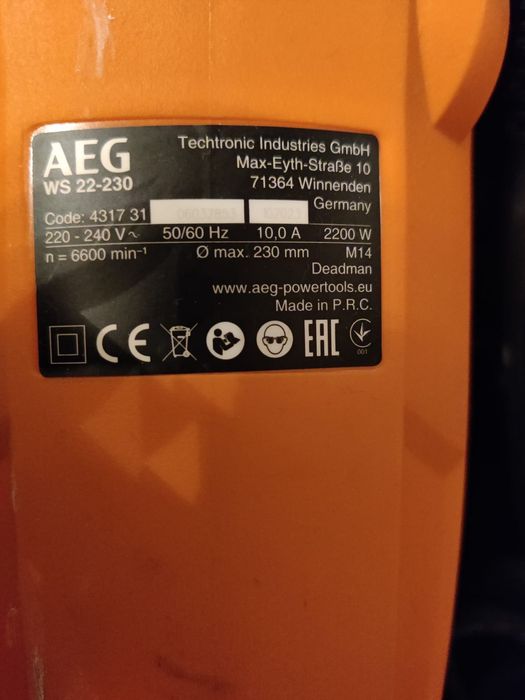 AEG
WS 22-230
Techtronic Industries GmbH
Max-Eyth-Straße 10
71364 Winnenden
Germany
Code: 4317 31
220 - 240 V~ 50/60 Hz 10,0 A 2200 W
n = 6600 min⁻¹ Ø max. 230 mm M14
Deadman
www.aeg-powertools.eu
Made in P.R.C.
CE EAC
001